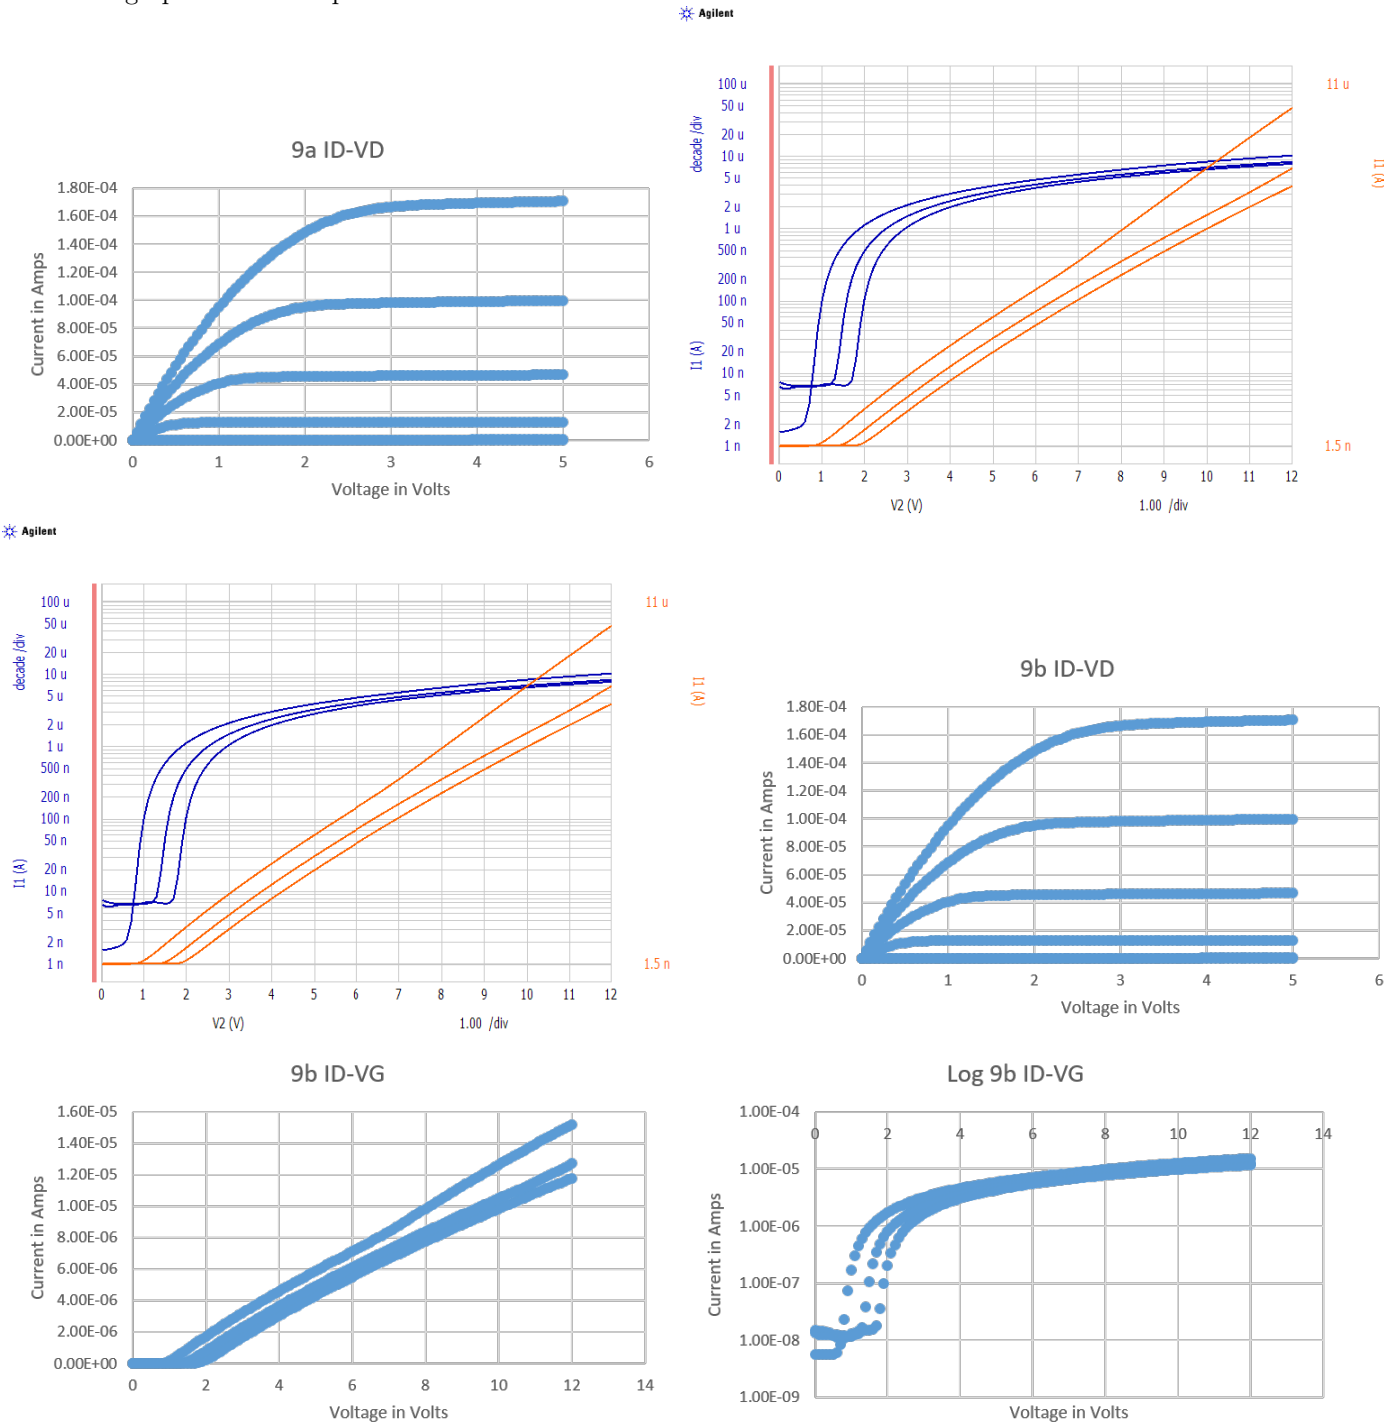 Agilent
100 u
50 u
20 u
10 u
5 u
2 u
1 u
500 n
200 n
100 n
50 n
20 n
10 n
5 n
2 n
1 n
decade /div
I1 (A)
11 u
I1 (A)
1.5 n
0 1 2 3 4 5 6 7 8 9 10 11 12
V2 (V) 1.00 /div
9a ID-VD
Current in Amps
1.80E-04
1.60E-04
1.40E-04
1.20E-04
1.00E-04
8.00E-05
6.00E-05
4.00E-05
2.00E-05
0.00E+00
0 1 2 3 4 5 6
Voltage in Volts
Agilent
100 u
50 u
20 u
10 u
5 u
2 u
1 u
500 n
200 n
100 n
50 n
20 n
10 n
5 n
2 n
1 n
decade /div
I1 (A)
11 u
I1 (A)
1.5 n
0 1 2 3 4 5 6 7 8 9 10 11 12
V2 (V) 1.00 /div
9b ID-VD
Current in Amps
1.80E-04
1.60E-04
1.40E-04
1.20E-04
1.00E-04
8.00E-05
6.00E-05
4.00E-05
2.00E-05
0.00E+00
0 1 2 3 4 5 6
Voltage in Volts
9b ID-VG
Current in Amps
1.60E-05
1.40E-05
1.20E-05
1.00E-05
8.00E-06
6.00E-06
4.00E-06
2.00E-06
0.00E+00
0 2 4 6 8 10 12 14
Voltage in Volts
Log 9b ID-VG
Current in Amps
1.00E-04
0 2 4 6 8 10 12 14
1.00E-05
1.00E-06
1.00E-07
1.00E-08
1.00E-09
Voltage in Volts